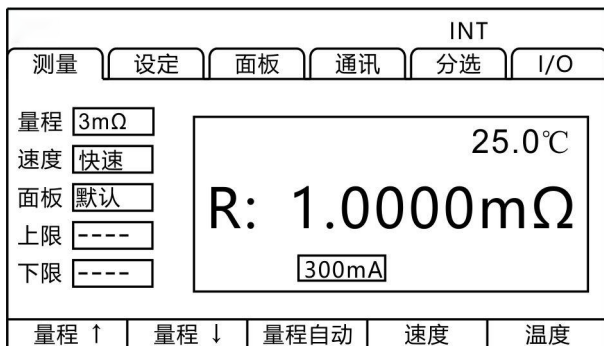 INT
测量 设定 面板 通讯 分选 I/O
量程 3mΩ
速度 快速
面板 默认
上限 ----
下限 ----
25.0℃
R: 1.0000mΩ
300mA
量程 ↑ 量程 ↓ 量程自动 速度 温度